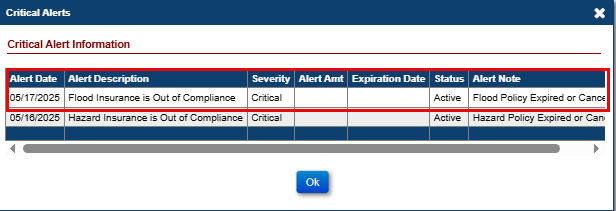 Critical Alerts
Critical Alert Information
Alert Date Alert Description Severity Alert Amt Expiration Date Status Alert Note
05/17/2025 Flood Insurance is Out of Compliance Critical Active Flood Policy Expired or Cance
05/16/2025 Hazard Insurance is Out of Compliance Critical Active Hazard Policy Expired or Can
Ok